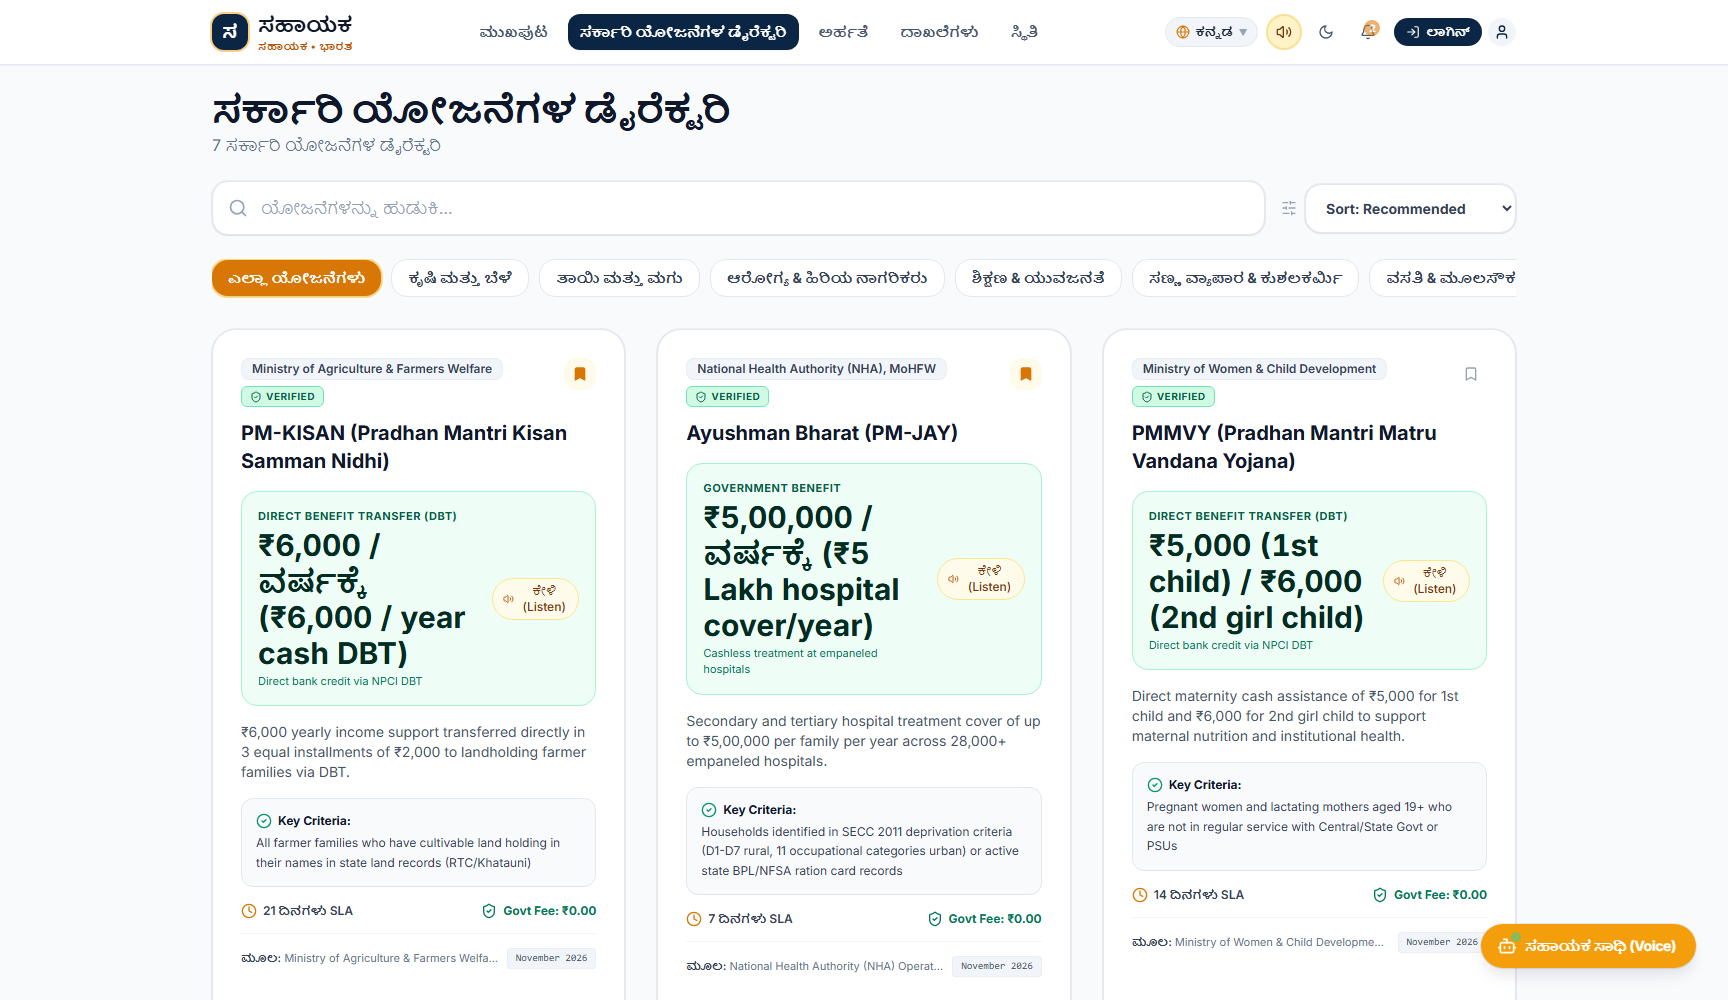 ಸ
ಸಹಾಯಕ
ಸಹಾಯಕ • ಭಾರತ
ಮುಖಪುಟ
ಸರ್ಕಾರಿ ಯೋಜನೆಗಳ ಡೈರೆಕ್ಟರಿ
ಅರ್ಹತೆ
ದಾಖಲೆಗಳು
ಸ್ಥಿತಿ
ಕನ್ನಡ
ಲಾಗಿನ್
ಸರ್ಕಾರಿ ಯೋಜನೆಗಳ ಡೈರೆಕ್ಟರಿ
7 ಸರ್ಕಾರಿ ಯೋಜನೆಗಳ ಡೈರೆಕ್ಟರಿ
ಯೋಜನೆಗಳನ್ನು ಹುಡುಕಿ...
Sort: Recommended
ಎಲ್ಲಾ ಯೋಜನೆಗಳು
ಕೃಷಿ ಮತ್ತು ಬೆಳೆ
ತಾಯಿ ಮತ್ತು ಮಗು
ಆರೋಗ್ಯ & ಹಿರಿಯ ನಾಗರಿಕರು
ಶಿಕ್ಷಣ & ಯುವಜನತೆ
ಸಣ್ಣ ವ್ಯಾಪಾರ & ಕುಶಲಕರ್ಮಿ
ವಸತಿ & ಮೂಲಸೌಕ
Ministry of Agriculture & Farmers Welfare
VERIFIED
PM-KISAN (Pradhan Mantri Kisan
Samman Nidhi)
DIRECT BENEFIT TRANSFER (DBT)
₹6,000 /
ವರ್ಷಕ್ಕೆ
(₹6,000 / year
cash DBT)
Direct bank credit via NPCI DBT
ಕೇಳಿ
(Listen)
₹6,000 yearly income support transferred directly in
3 equal installments of ₹2,000 to landholding farmer
families via DBT.
Key Criteria:
All farmer families who have cultivable land holding in
their names in state land records (RTC/Khatauni)
21 ದಿನಗಳು SLA
Govt Fee: ₹0.00
ಮೂಲ: Ministry of Agriculture & Farmers Welfa...
November 2026
National Health Authority (NHA), MoHFW
VERIFIED
Ayushman Bharat (PM-JAY)
GOVERNMENT BENEFIT
₹5,00,000 /
ವರ್ಷಕ್ಕೆ (₹5
Lakh hospital
cover/year)
Cashless treatment at empaneled
hospitals
ಕೇಳಿ
(Listen)
Secondary and tertiary hospital treatment cover of up
to ₹5,00,000 per family per year across 28,000+
empaneled hospitals.
Key Criteria:
Households identified in SECC 2011 deprivation criteria
(D1-D7 rural, 11 occupational categories urban) or active
state BPL/NFSA ration card records
7 ದಿನಗಳು SLA
Govt Fee: ₹0.00
ಮೂಲ: National Health Authority (NHA) Operat...
November 2026
Ministry of Women & Child Development
VERIFIED
PMMVY (Pradhan Mantri Matru
Vandana Yojana)
DIRECT BENEFIT TRANSFER (DBT)
₹5,000 (1st
child) / ₹6,000
(2nd girl child)
Direct bank credit via NPCI DBT
ಕೇಳಿ
(Listen)
Direct maternity cash assistance of ₹5,000 for 1st
child and ₹6,000 for 2nd girl child to support
maternal nutrition and institutional health.
Key Criteria:
Pregnant women and lactating mothers aged 19+ who
are not in regular service with Central/State Govt or
PSUs
14 ದಿನಗಳು SLA
Govt Fee: ₹0.00
ಮೂಲ: Ministry of Women & Child Developme...
November 2026
ಸಹಾಯಕ ಸಾಥಿ (Voice)